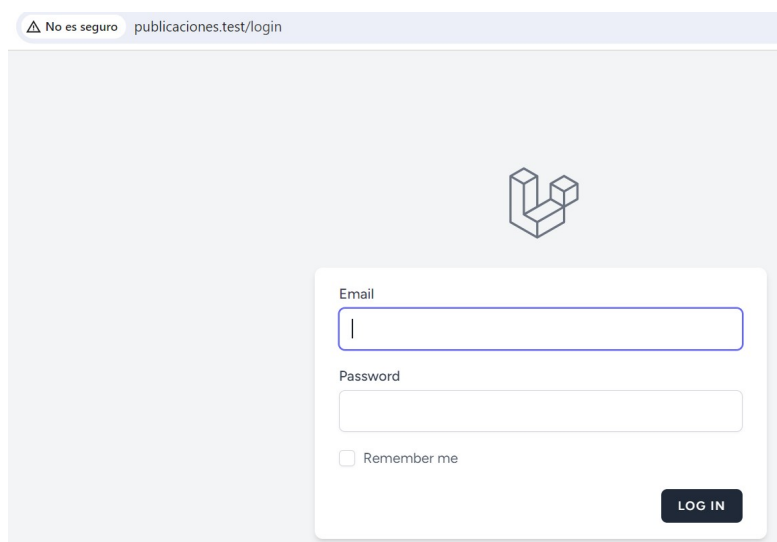 No es seguro publicaciones.test/login
Email
Password
Remember me
LOG IN